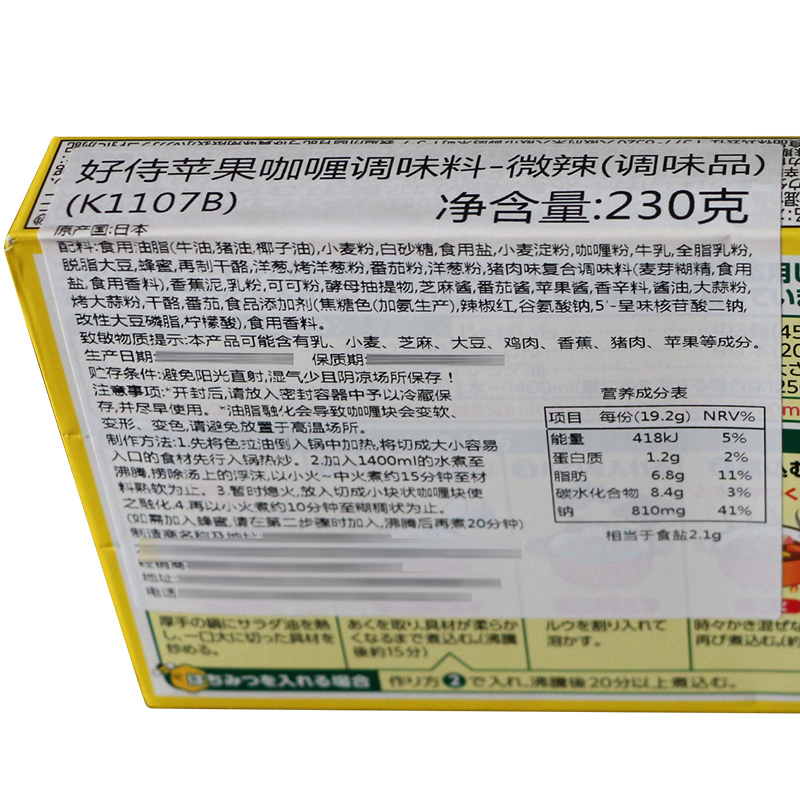 好侍苹果咖喱调味料-微辣(调味品)
(K1107B) 净含量:230克
原产国:日本
配料:食用油脂(牛油,猪油,椰子油),小麦粉,白砂糖,食用盐,小麦淀粉,咖喱粉,牛乳,全脂乳粉,
脱脂大豆,蜂蜜,再制干酪,洋葱,烤洋葱粉,番茄粉,洋葱粉,猪肉味复合调味料(麦芽糊精,食用
盐,食用香料),香蕉泥,乳粉,可可粉,酵母抽提物,芝麻酱,番茄酱,苹果酱,香辛料,酱油,大蒜粉,
烤大蒜粉,干酪,番茄,食品添加剂(焦糖色(加氨生产),辣椒红,谷氨酸钠,5'-呈味核苷酸二钠,
改性大豆磷脂,柠檬酸),食用香料。
致敏物质提示:本产品可能含有乳、小麦、芝麻、大豆、鸡肉、香蕉、猪肉、苹果等成分。
生产日期: 保质期:
贮存条件:避免阳光直射,湿气少且阴凉场所保存！
注意事项:*开封后,请放入密封容器中予以冷藏保
存,并尽早使用。*油脂融化会导致咖喱块会变软、
变形、变色,请避免放置于高温场所。
制作方法:1.先将色拉油倒入锅中加热,将切成大小容易
入口的食材先行入锅热炒。2.加入1400ml的水煮至
沸腾,捞除汤上的浮沫,以小火~中火煮约15分钟至材
料熟软为止。3.暂时熄火,放入切成小块状咖喱块使
之融化.4.再以小火煮约10分钟至糊稠状为止。
(如需加入蜂蜜,请在第二步骤时加入,沸腾后再煮20分钟)
制造商名称及地址:
经销商:
地址:
电话:
营养成分表
项目 每份(19.2g) NRV%
能量 418kJ 5%
蛋白质 1.2g 2%
脂肪 6.8g 11%
碳水化合物 8.4g 3%
钠 810mg 41%
相当于食盐2.1g
厚手の鍋にサラダ油を熱
し、一口大に切った具材を
炒める。
あくを取り、具材が柔らか
くなるまで煮込む。(沸騰
後約15分)
ルウを割り入れて
溶かす。
時々かき混ぜな
再び煮込む。(約
はちみつを入れる場合 作り方2で入れ、沸騰後20分以上煮込む。